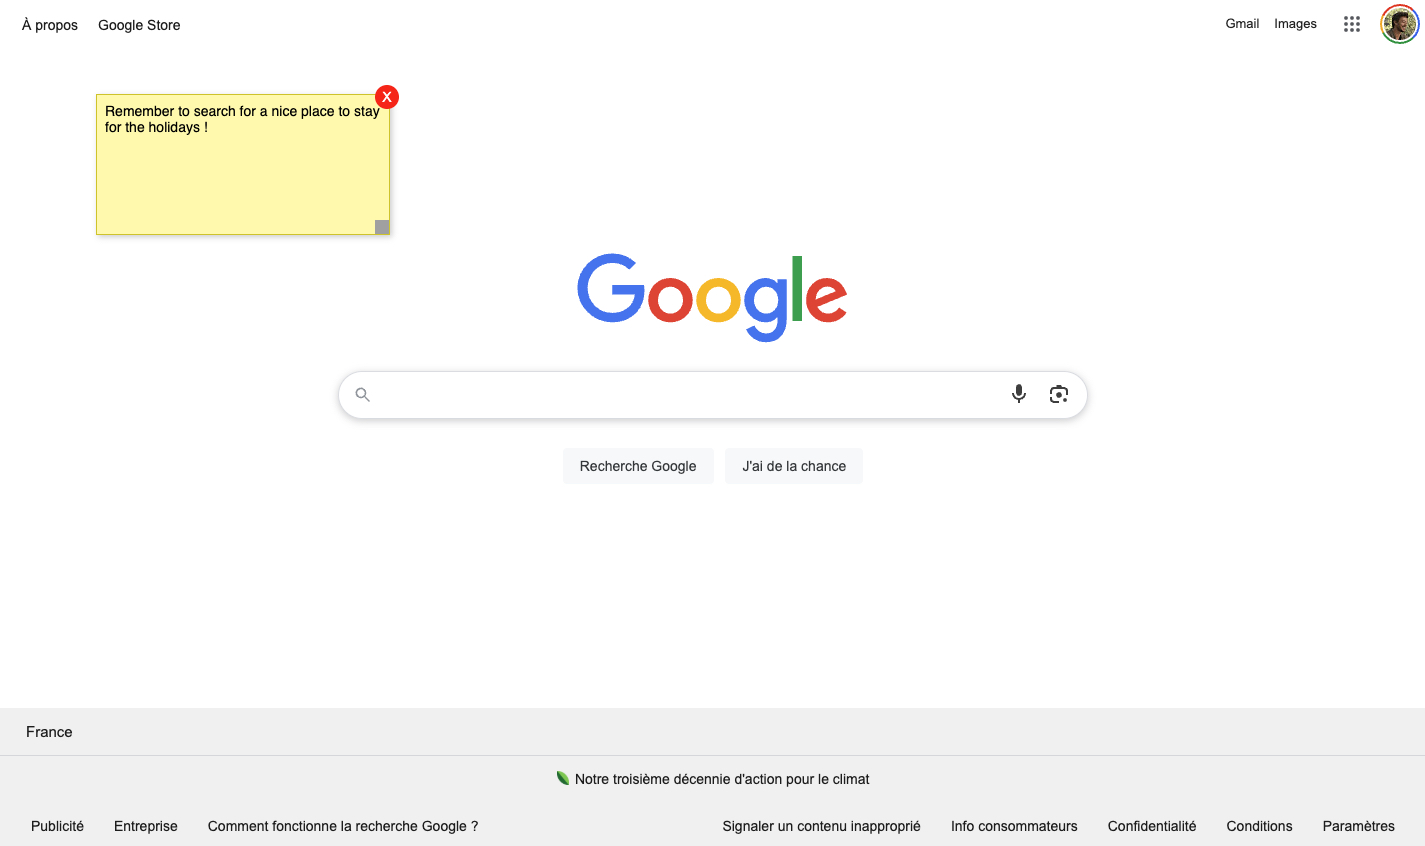 À propos
Google Store
Gmail
Images
X
Remember to search for a nice place to stay
for the holidays !
Google
Recherche Google
J'ai de la chance
France
Notre troisième décennie d'action pour le climat
Publicité
Entreprise
Comment fonctionne la recherche Google ?
Signaler un contenu inapproprié
Info consommateurs
Confidentialité
Conditions
Paramètres